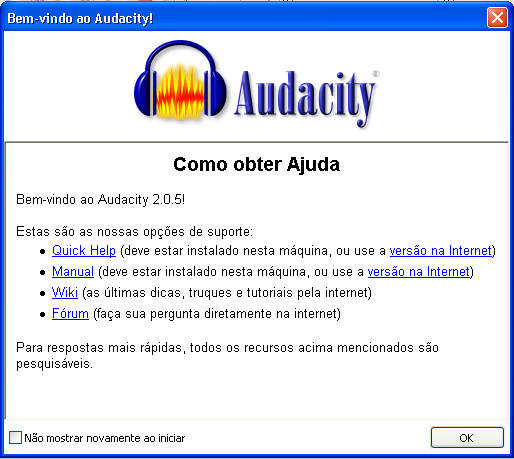 Bem-vindo ao Audacity!
Audacity®
Como obter Ajuda
Bem-vindo ao Audacity 2.0.5!
Estas são as nossas opções de suporte:
• Quick Help (deve estar instalado nesta máquina, ou use a versão na Internet)
• Manual (deve estar instalado nesta máquina, ou use a versão na Internet)
• Wiki (as últimas dicas, truques e tutoriais pela internet)
• Fórum (faça sua pergunta diretamente na internet)
Para respostas mais rápidas, todos os recursos acima mencionados são
pesquisáveis.
Não mostrar novamente ao iniciar
OK